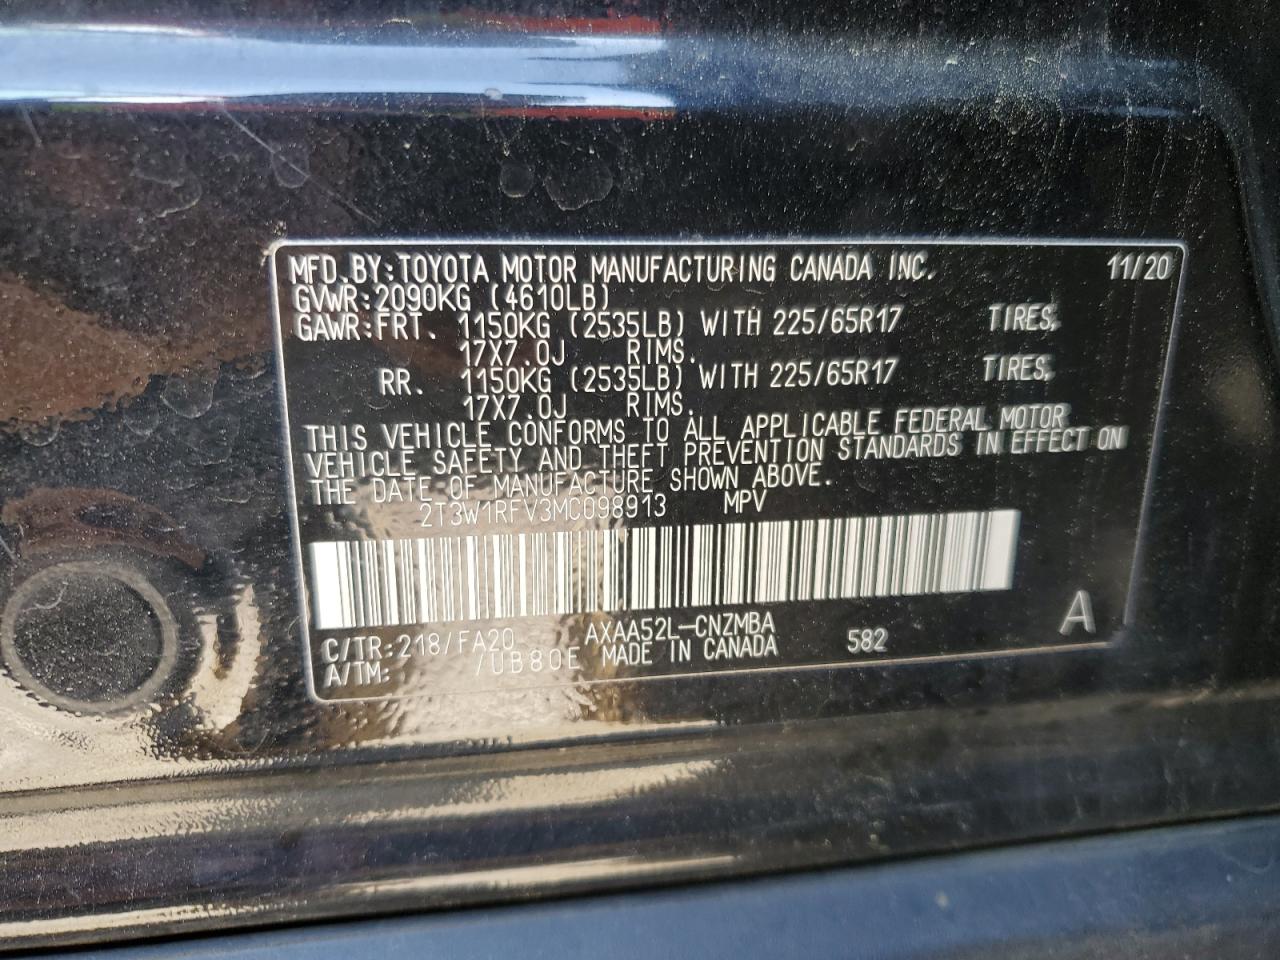 MFD. BY: TOYOTA MOTOR MANUFACTURING CANADA INC. 11/20
GVWR: 2090KG (4610LB)
GAWR: FRT. 1150KG (2535LB) WITH 225/65R17 TIRES,
17X7.0J RIMS.
RR. 1150KG (2535LB) WITH 225/65R17 TIRES,
17X7.0J RIMS.
THIS VEHICLE CONFORMS TO ALL APPLICABLE FEDERAL MOTOR
VEHICLE SAFETY AND THEFT PREVENTION STANDARDS IN EFFECT ON
THE DATE OF MANUFACTURE SHOWN ABOVE.
2T3W1RFV3MC098913 MPV
C/TR: 218/FA20 AXAA52L-CNZMBA
A/TM: /UB80E MADE IN CANADA 582 A